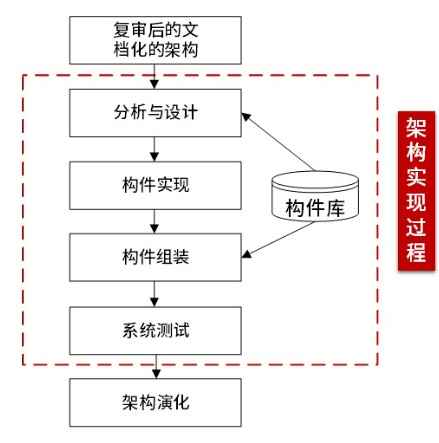 复审后的文
档化的架构
分析与设计
构件实现
构件库
构件组装
系统测试
架构演化
架构实现过程